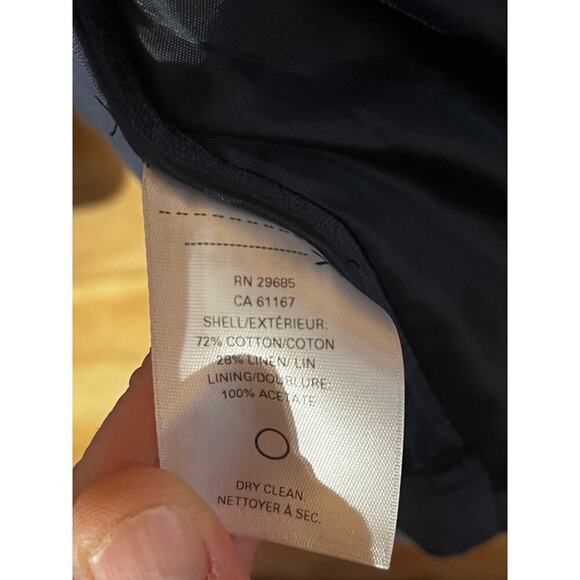 RN 29685
CA 61167
SHELL/EXTÉRIEUR:
72% COTTON/COTON
28% LINEN/ LIN
LINING/DOUBLURE:
100% ACETATE
DRY CLEAN.
NETTOYER À SEC.